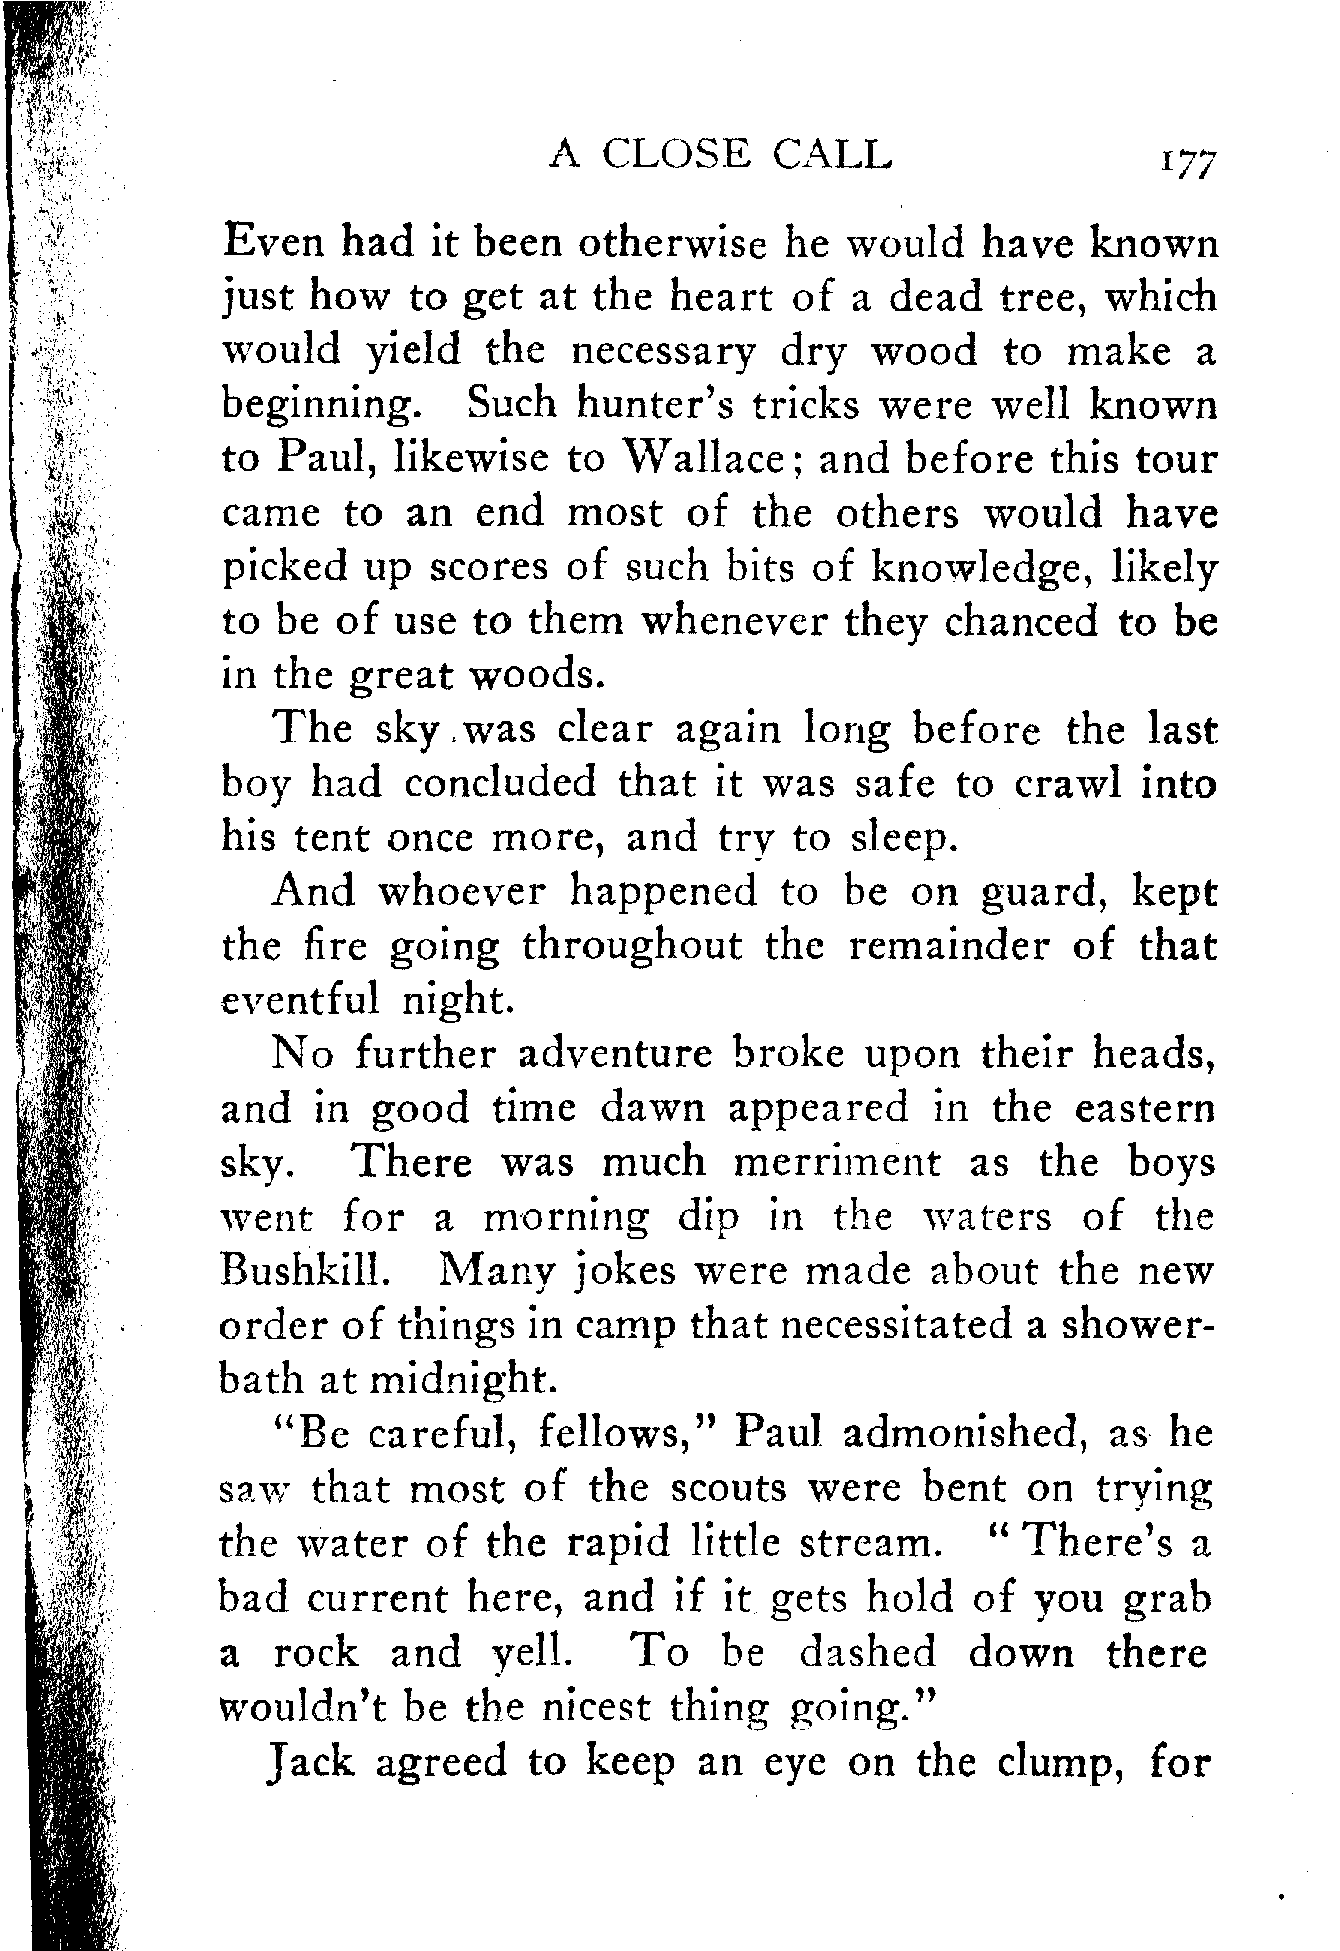 A CLOSE CALL 177
Even had it been otherwise he would have known
just how to get at the heart of a dead tree, which
would yield the necessary dry wood to make a
beginning. Such hunter's tricks were well known
to Paul, likewise to Wallace; and before this tour
came to an end most of the others would have
picked up scores of such bits of knowledge, likely
to be of use to them whenever they chanced to be
in the great woods.
The sky was clear again long before the last
boy had concluded that it was safe to crawl into
his tent once more, and try to sleep.
And whoever happened to be on guard, kept
the fire going throughout the remainder of that
eventful night.
No further adventure broke upon their heads,
and in good time dawn appeared in the eastern
sky. There was much merriment as the boys
went for a morning dip in the waters of the
Bushkill. Many jokes were made about the new
order of things in camp that necessitated a shower-
bath at midnight.
"Be careful, fellows," Paul admonished, as he
saw that most of the scouts were bent on trying
the water of the rapid little stream. "There's a
bad current here, and if it gets hold of you grab
a rock and yell. To be dashed down there
wouldn't be the nicest thing going."
Jack agreed to keep an eye on the clump, for